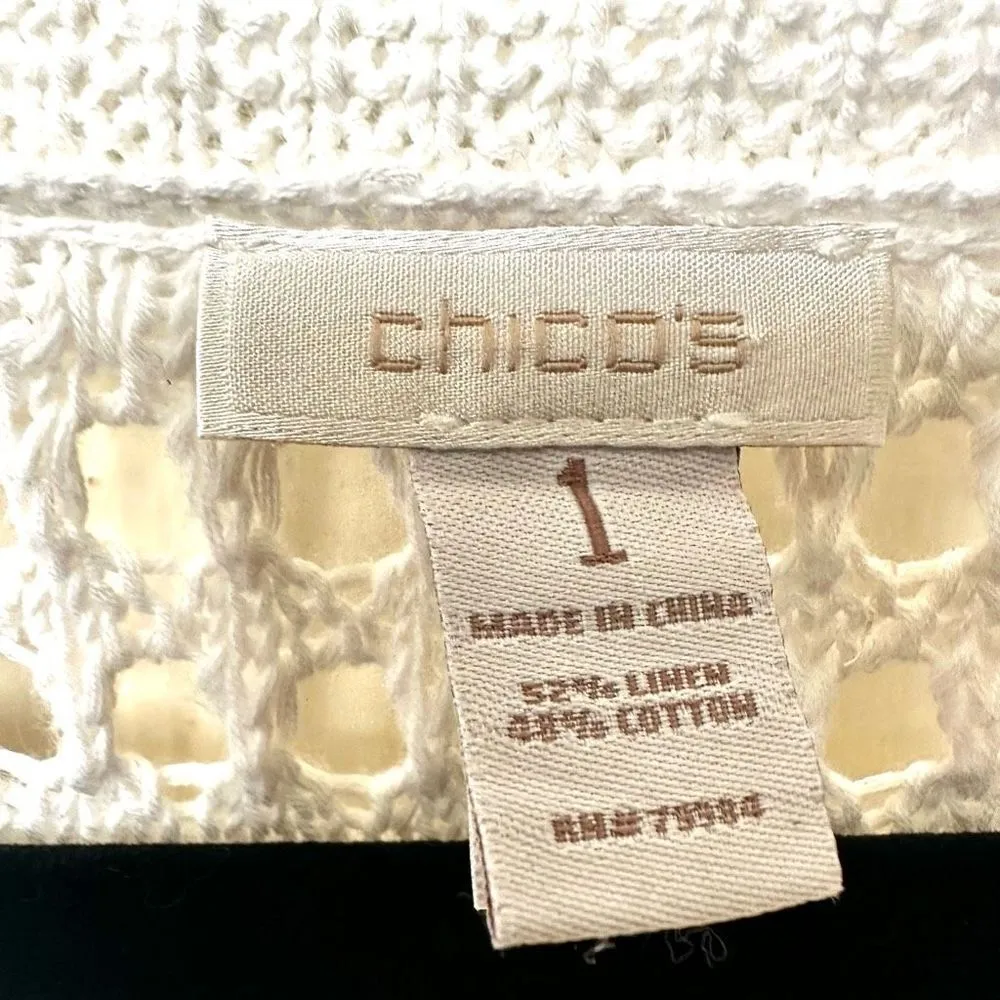 chico's
1
MADE IN CHINA
52% LINEN
48% COTTON